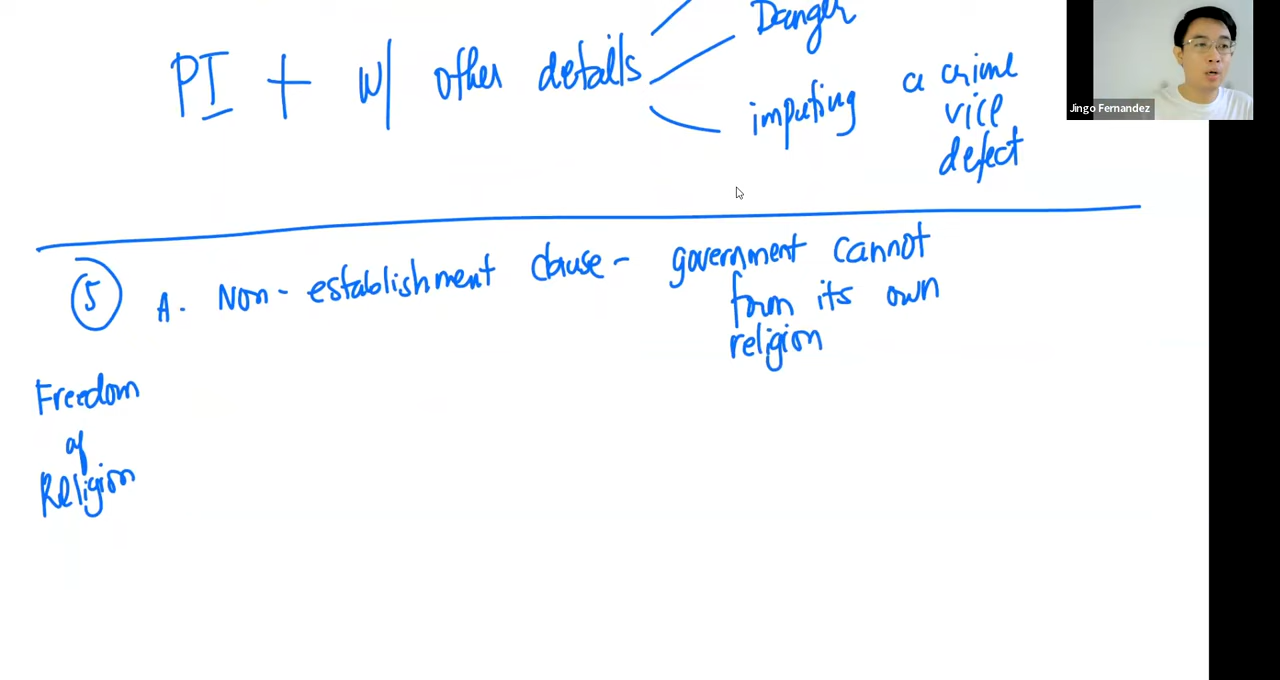 Danger
PI + w/ other details
imputing a crime
vice
defect
Jingo Fernandez
5 A. Non-establishment clause - government cannot
form its own
religion
Freedom
of
Religion